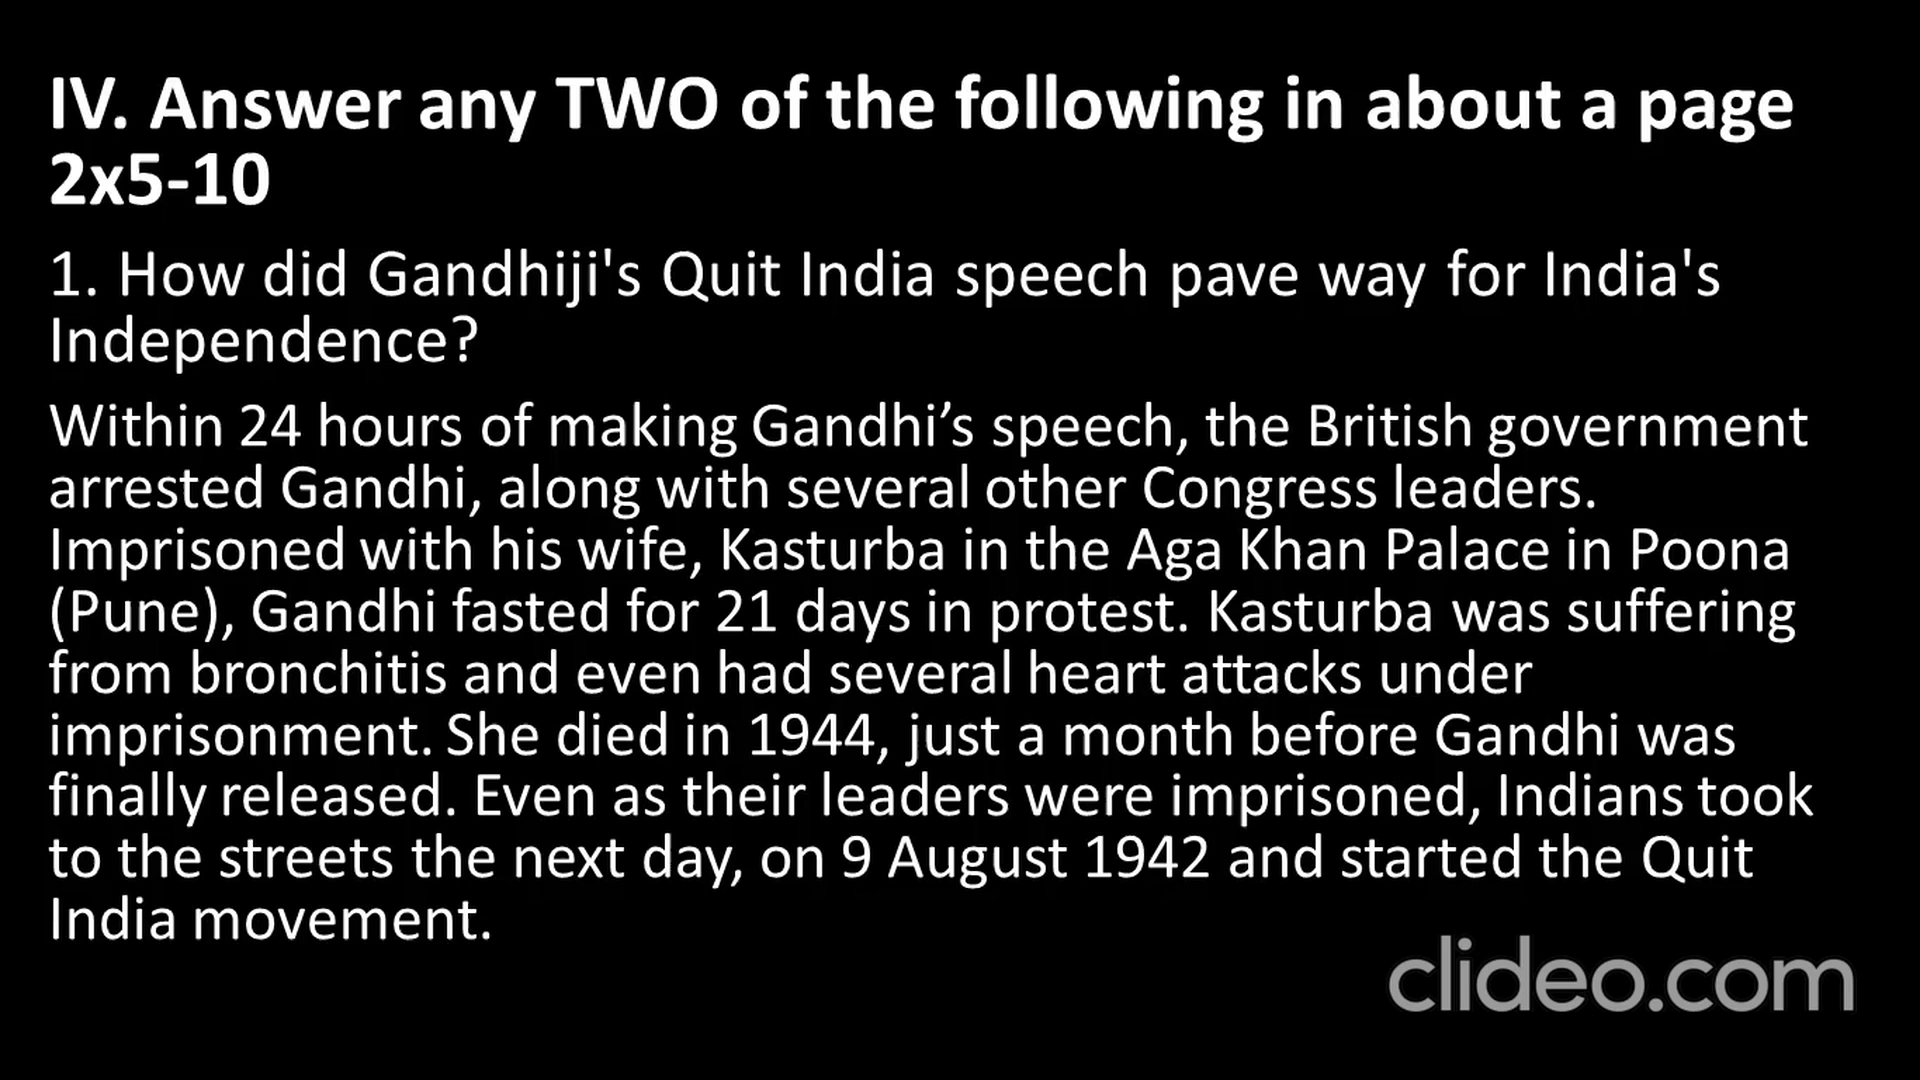 IV. Answer any TWO of the following in about a page
2x5-10
1. How did Gandhiji's Quit India speech pave way for India's
Independence?
Within 24 hours of making Gandhi’s speech, the British government
arrested Gandhi, along with several other Congress leaders.
Imprisoned with his wife, Kasturba in the Aga Khan Palace in Poona
(Pune), Gandhi fasted for 21 days in protest. Kasturba was suffering
from bronchitis and even had several heart attacks under
imprisonment. She died in 1944, just a month before Gandhi was
finally released. Even as their leaders were imprisoned, Indians took
to the streets the next day, on 9 August 1942 and started the Quit
India movement.
clideo.com